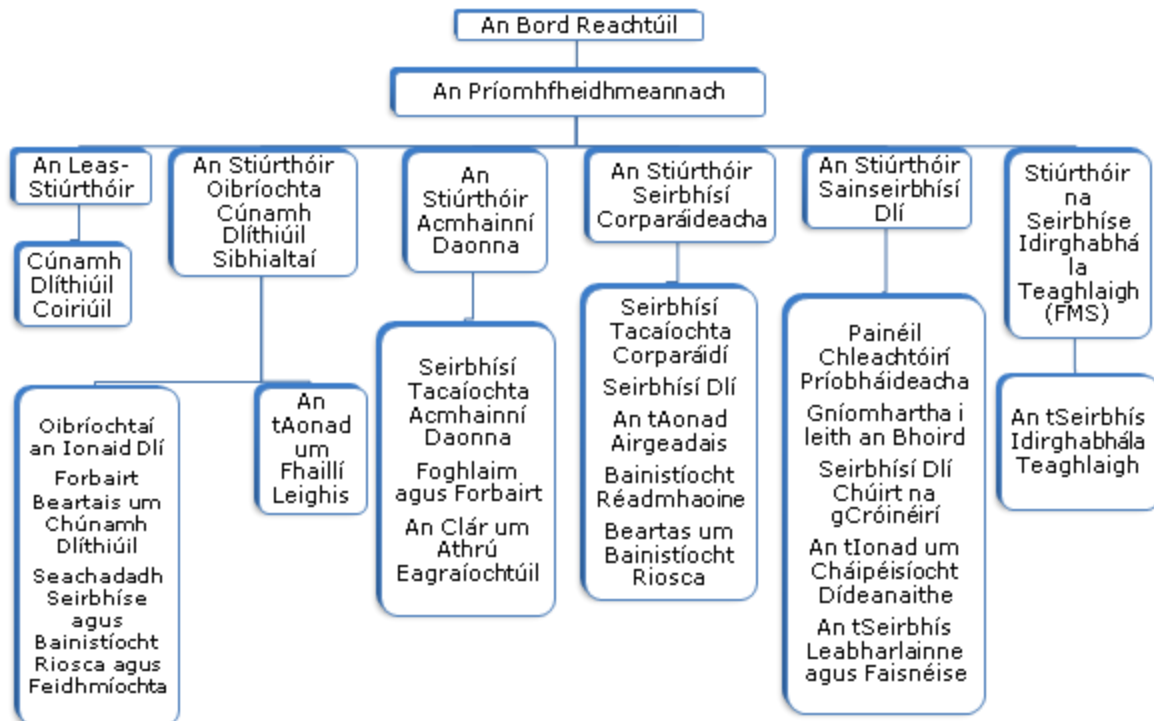 An Bord Reachtúil
An Príomhfheidhmeannach
An Leas-
Stiúrthóir
Cúnamh
Dlíthiúil
Coiriúil
An Stiúrthóir
Oibríochta
Cúnamh
Dlíthiúil
Sibhialtaí
Oibríochtaí
an Ionaid Dlí
Forbairt
Beartais um
Chúnamh
Dlíthiúil
Seachadadh
Seirbhíse
agus
Bainistíocht
Riosca agus
Feidhmíochta
An
tAonad
um
Fhaillí
Leighis
An
Stiúrthóir
Acmhainní
Daonna
Seirbhísí
Tacaíochta
Acmhainní
Daonna
Foghlaim
agus Forbairt
An Clár um
Athrú
Eagraíochtúil
An Stiúrthóir
Seirbhísí
Corparáideacha
Seirbhísí
Tacaíochta
Corparáidí
Seirbhísí Dlí
An tAonad
Airgeadais
Bainistíocht
Réadmhaoine
Beartas um
Bainistíocht
Riosca
An Stiúrthóir
Sainseirbhísí
Dlí
Painéil
Chleachtóirí
Príobháideacha
Gníomhartha i
leith an Bhoird
Seirbhísí Dlí
Chúirt na
gCróinéirí
An tIonad um
Cháipéisíocht
Dídeanaithe
An tSeirbhís
Leabharlainne
agus Faisnéise
Stiúrthóir
na
Seirbhíse
Idirghabhá
la
Teaghlaigh
(FMS)
An tSeirbhís
Idirghabhála
Teaghlaigh